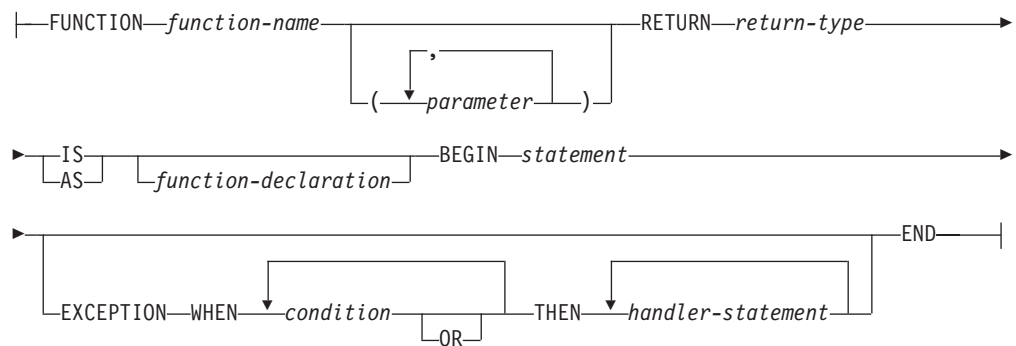 FUNCTION function-name RETURN return-type
,
( parameter )
IS BEGIN statement
AS function-declaration
END
EXCEPTION WHEN condition THEN handler-statement
OR